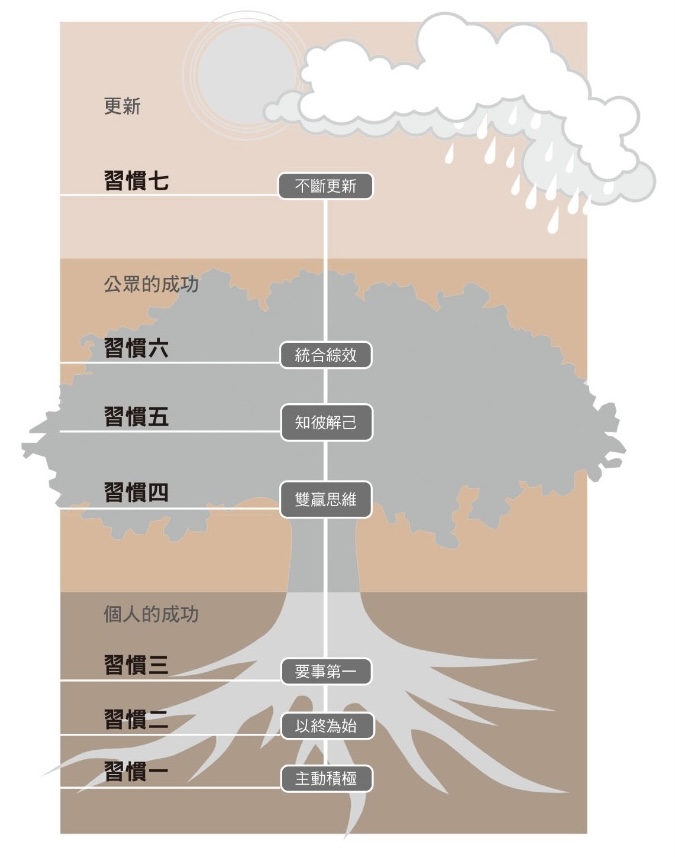 更新
習慣七
不斷更新
公眾的成功
習慣六
統合綜效
習慣五
知彼解己
習慣四
雙贏思維
個人的成功
習慣三
要事第一
習慣二
以終為始
習慣一
主動積極